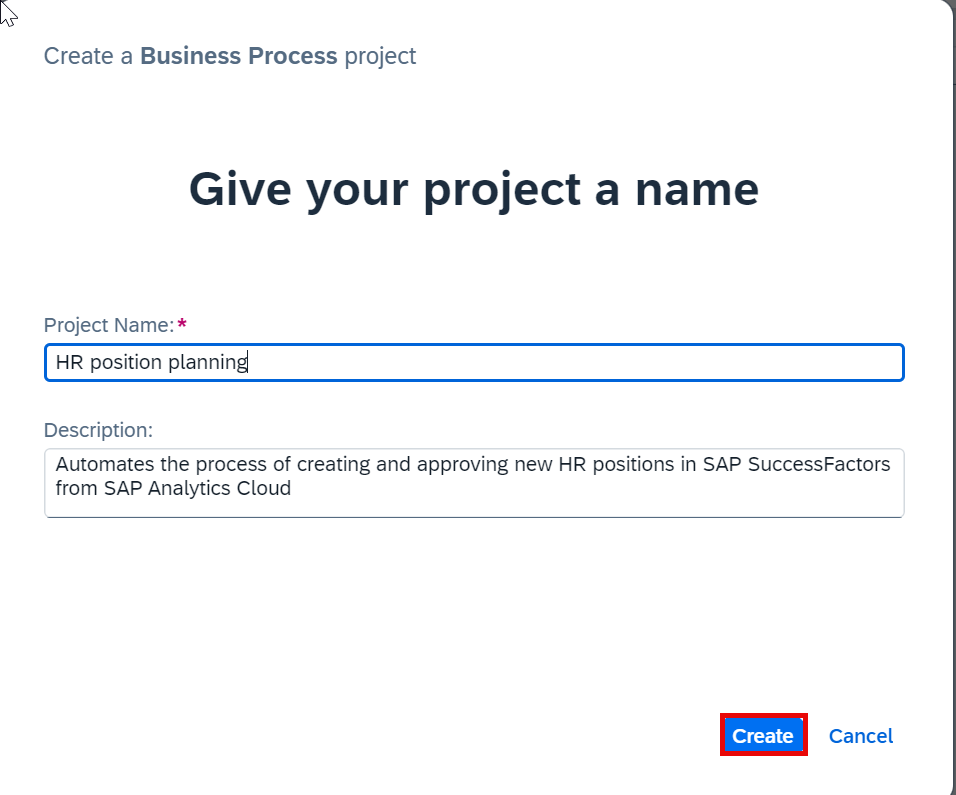 Create a Business Process project
Give your project a name
Project Name:*
HR position planning
Description:
Automates the process of creating and approving new HR positions in SAP SuccessFactors
from SAP Analytics Cloud
Create Cancel